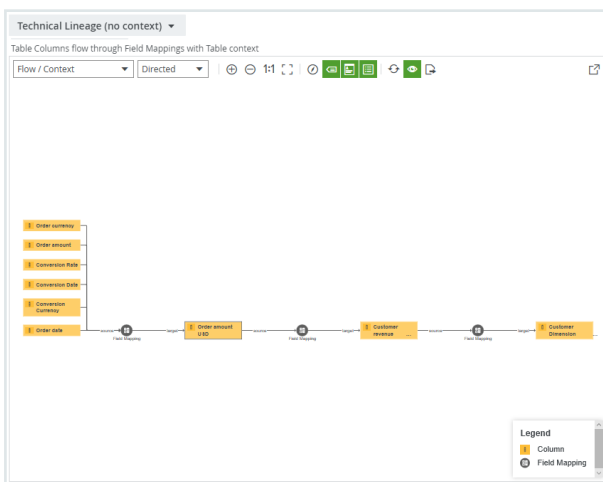 Technical Lineage (no context)
Table Columns flow through Field Mappings with Table context
Flow / Context
Directed
1:1
Order currency
Order amount
Conversion Rate
Conversion Date
Conversion
Currency
Order date
source
Field Mapping
target
Order amount
USD
source
Field Mapping
target
Customer
revenue ...
source
Field Mapping
target
Customer
Dimension ...
Legend
Column
Field Mapping